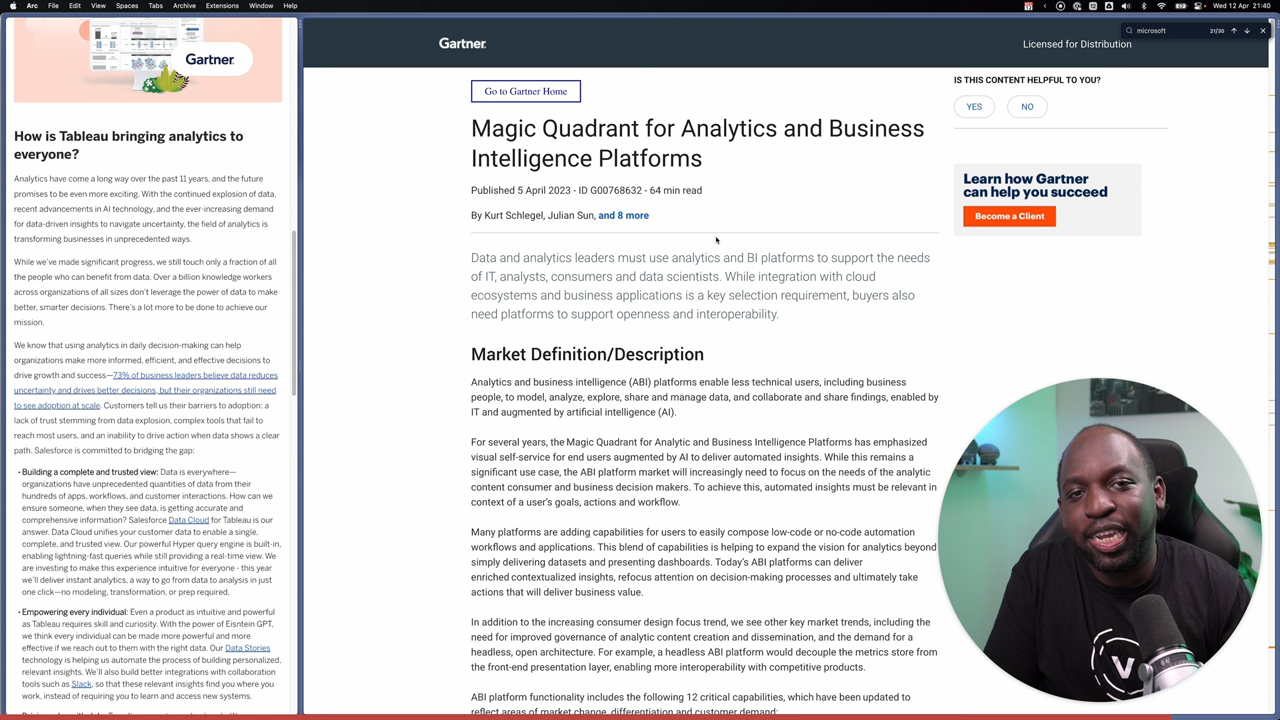 Arc File Edit View Spaces Tabs Archive Extensions Window Help
Wed 12 Apr 21:40
Gartner
How is Tableau bringing analytics to
everyone?
Analytics have come a long way over the past 11 years, and the future
promises to be even more exciting. With the continued explosion of data,
recent advancements in AI technology, and the ever-increasing demand
for data-driven insights to navigate uncertainty, the field of analytics is
transforming businesses in unprecedented ways.
While we've made significant progress, we still touch only a fraction of all
the people who can benefit from data. Over a billion knowledge workers
across organizations of all sizes don't leverage the power of data to make
better, smarter decisions. There's a lot more to be done to achieve our
mission.
We know that using analytics in daily decision-making can help
organizations make more informed, efficient, and effective decisions to
drive growth and success—73% of business leaders believe data reduces
uncertainty and drives better decisions, but their organizations still need
to see adoption at scale. Customers tell us their barriers to adoption: a
lack of trust stemming from data explosion, complex tools that fail to
reach most users, and an inability to drive action when data shows a clear
path. Salesforce is committed to bridging the gap:
• Building a complete and trusted view: Data is everywhere—
organizations have unprecedented quantities of data from their
hundreds of apps, workflows, and customer interactions. How can we
ensure someone, when they see data, is getting accurate and
comprehensive information? Salesforce Data Cloud for Tableau is our
answer. Data Cloud unifies your customer data to enable a single,
complete, and trusted view. Our powerful Hyper query engine is built-in,
enabling lightning-fast queries while still providing a real-time view. We
are investing to make this experience intuitive for everyone - this year
we'll deliver instant analytics, a way to go from data to analysis in just
one click—no modeling, transformation, or prep required.
• Empowering every individual: Even a product as intuitive and powerful
as Tableau requires skill and curiosity. With the power of Eisntein GPT,
we think every individual can be made more powerful and more
effective if we reach out to them with the right data. Our Data Stories
technology is helping us automate the process of building personalized,
relevant insights. We'll also build better integrations with collaboration
tools such as Slack, so that these relevant insights find you where you
work, instead of requiring you to learn and access new systems.
Gartner
Licensed for Distribution
microsoft 21/30
Go to Gartner Home
Magic Quadrant for Analytics and Business
Intelligence Platforms
Published 5 April 2023 - ID G00768632 - 64 min read
By Kurt Schlegel, Julian Sun, and 8 more
Data and analytics leaders must use analytics and BI platforms to support the needs
of IT, analysts, consumers and data scientists. While integration with cloud
ecosystems and business applications is a key selection requirement, buyers also
need platforms to support openness and interoperability.
Market Definition/Description
Analytics and business intelligence (ABI) platforms enable less technical users, including business
people, to model, analyze, explore, share and manage data, and collaborate and share findings, enabled by
IT and augmented by artificial intelligence (AI).
For several years, the Magic Quadrant for Analytic and Business Intelligence Platforms has emphasized
visual self-service for end users augmented by AI to deliver automated insights. While this remains a
significant use case, the ABI platform market will increasingly need to focus on the needs of the analytic
content consumer and business decision makers. To achieve this, automated insights must be relevant in
context of a user's goals, actions and workflow.
Many platforms are adding capabilities for users to easily compose low-code or no-code automation
workflows and applications. This blend of capabilities is helping to expand the vision for analytics beyond
simply delivering datasets and presenting dashboards. Today's ABI platforms can deliver
enriched contextualized insights, refocus attention on decision-making processes and ultimately take
actions that will deliver business value.
In addition to the increasing consumer design focus trend, we see other key market trends, including the
need for improved governance of analytic content creation and dissemination, and the demand for a
headless, open architecture. For example, a headless ABI platform would decouple the metrics store from
the front-end presentation layer, enabling more interoperability with competitive products.
ABI platform functionality includes the following 12 critical capabilities, which have been updated to
reflect areas of market change, differentiation and customer demand:
IS THIS CONTENT HELPFUL TO YOU?
YES NO
Learn how Gartner
can help you succeed
Become a Client
V